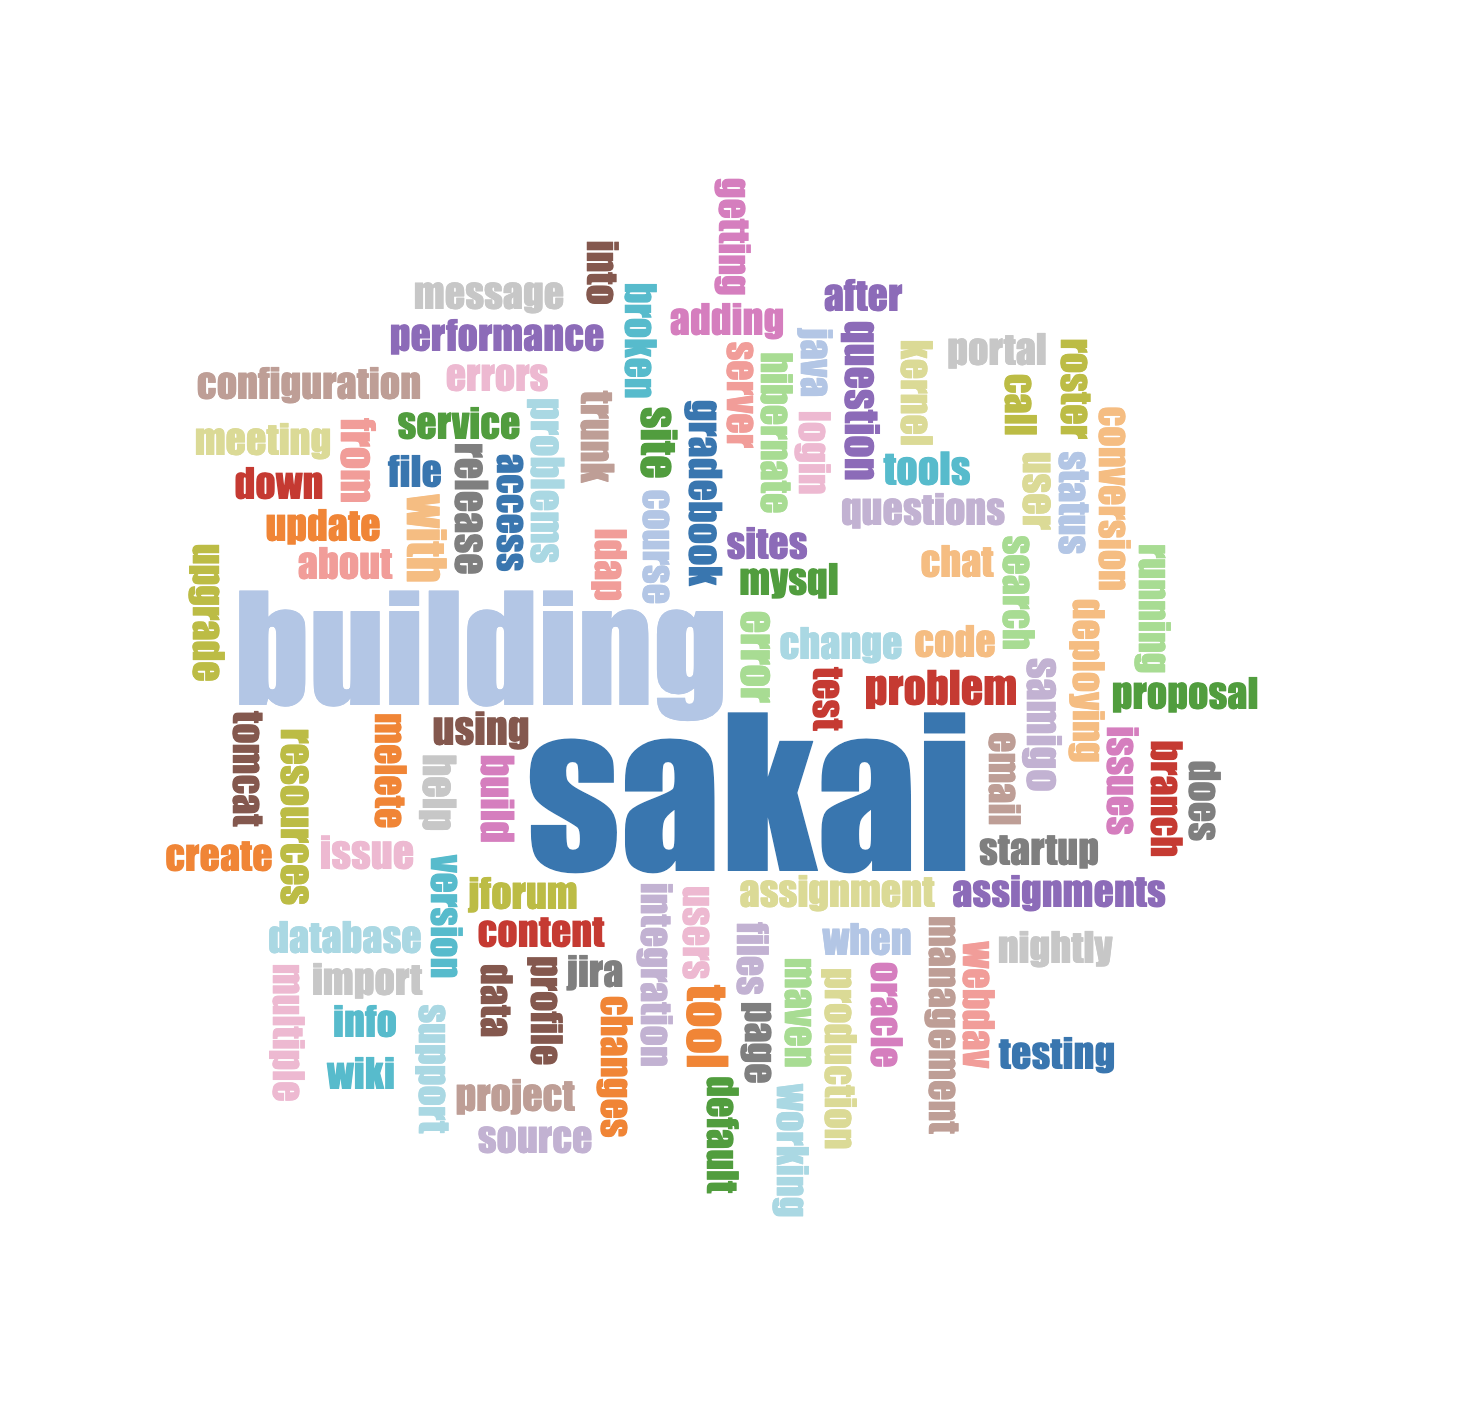 getting
into
message
broken
adding
after
performance
java
question
kernel
portal
roster
configuration
errors
server
hibernate
call
trunk
problems
service
site
gradebook
login
conversion
meeting
from
release
tools
user
status
down
file
access
with
course
questions
update
ldap
sites
chat
search
about
mysql
running
upgrade
building
error
change
code
deploying
test
problem
samigo
proposal
tomcat
resources
melete
using
sakai
email
issues
branch
does
help
build
create
issue
startup
version
jforum
integration
users
assignment
assignments
database
content
files
when
management
nightly
multiple
import
data
profile
jira
tool
maven
production
oracle
webdav
info
support
changes
page
testing
wiki
project
default
working
source